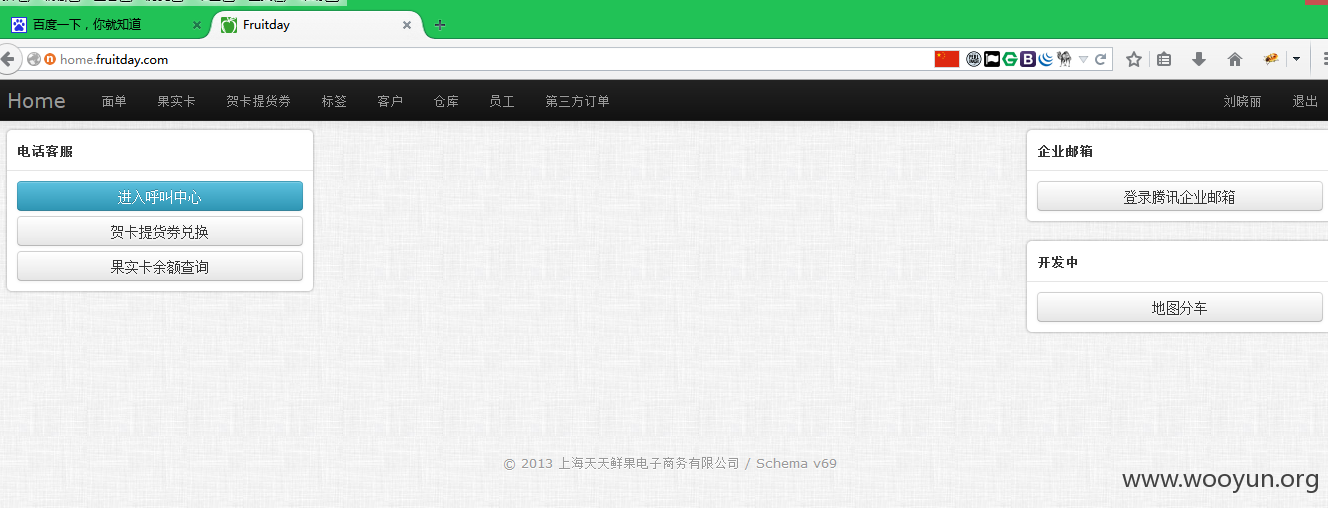 百度一下，你就知道
Fruitday
home.fruitday.com
Home 面单 果实卡 贺卡提货券 标签 客户 仓库 员工 第三方订单 刘晓丽 退出
电话客服
进入呼叫中心
贺卡提货券兑换
果实卡余额查询
企业邮箱
登录腾讯企业邮箱
开发中
地图分车
© 2013 上海天天鲜果电子商务有限公司 / Schema v69
www.wooyun.org